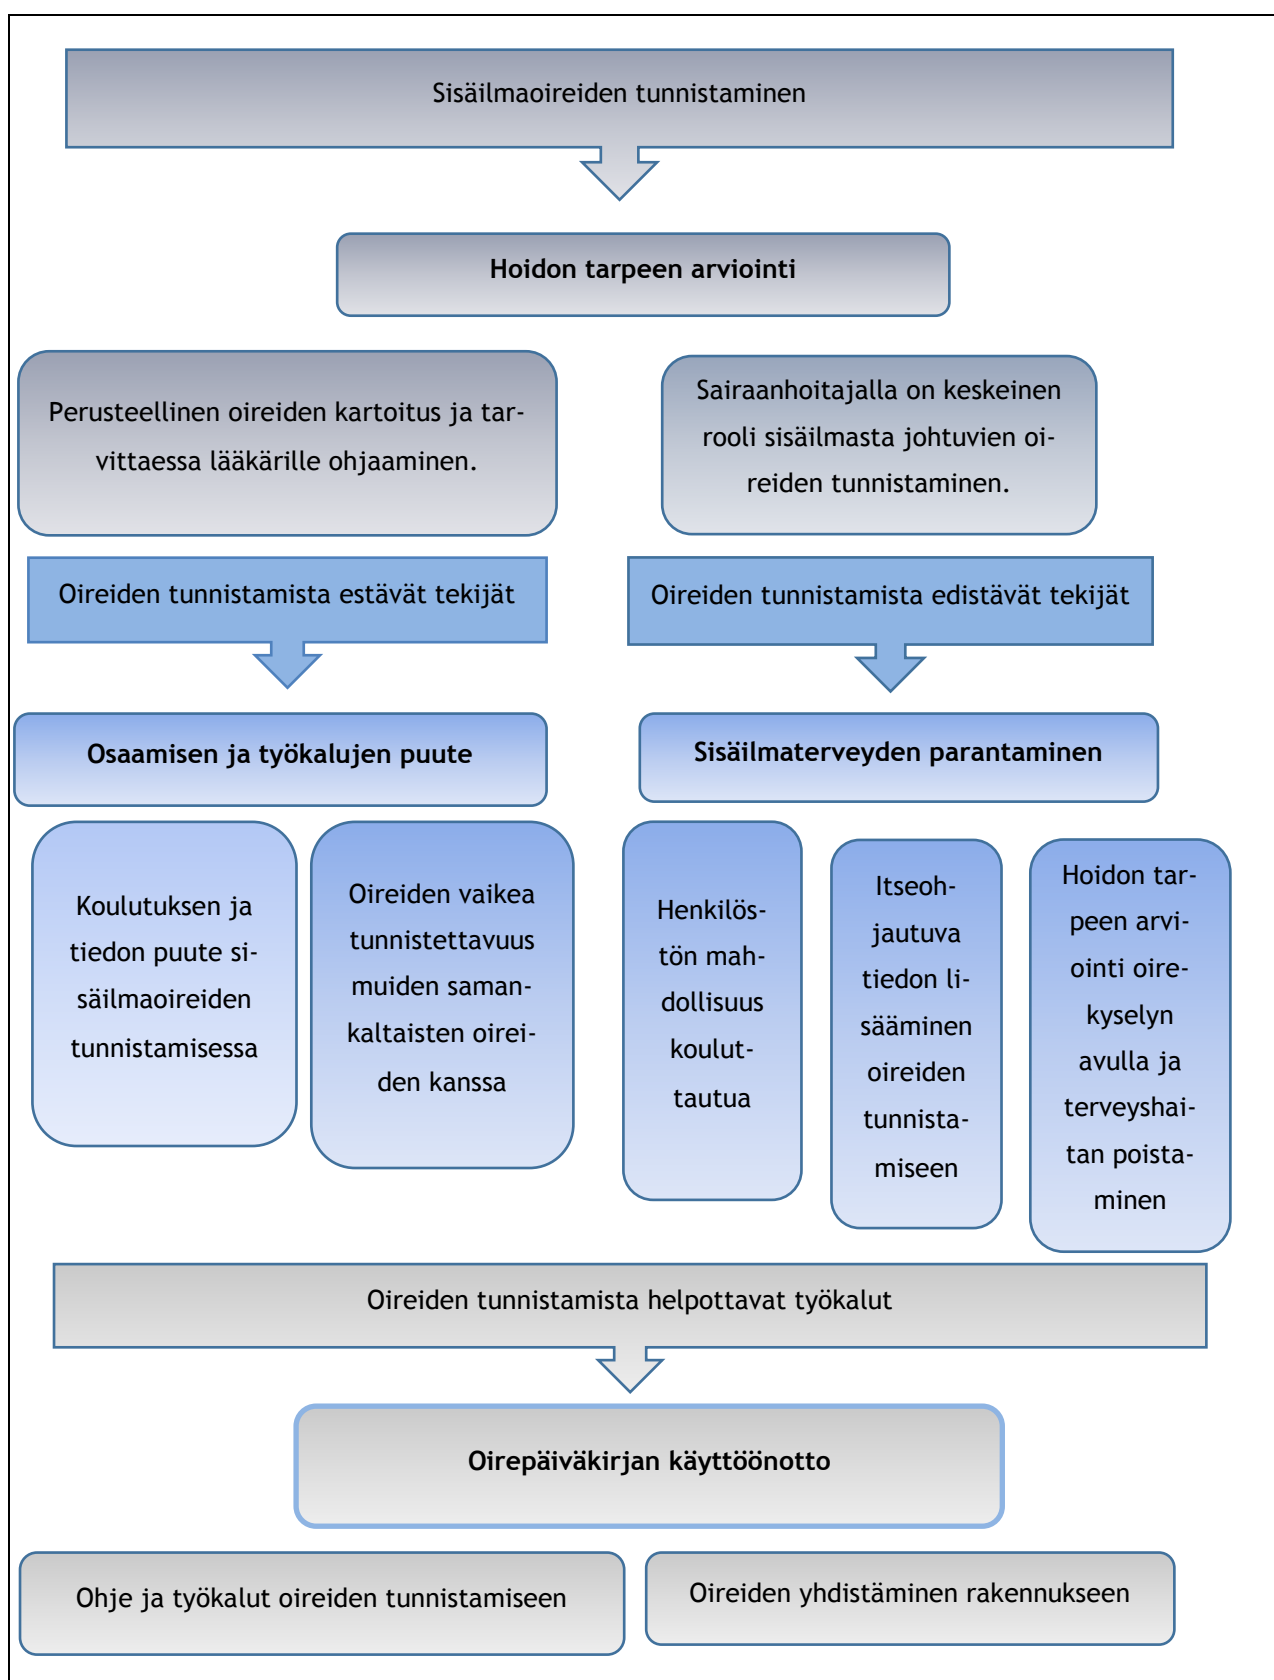 Sisäilmaoireiden tunnistaminen
Hoidon tarpeen arviointi
Perusteellinen oireiden kartoitus ja tar-
vittaessa lääkärille ohjaaminen.
Sairaanhoitajalla on keskeinen
rooli sisäilmasta johtuvien oi-
reiden tunnistaminen.
Oireiden tunnistamista estävät tekijät
Oireiden tunnistamista edistävät tekijät
Osaamisen ja työkalujen puute
Sisäilmaterveyden parantaminen
Koulutuksen ja
tiedon puute si-
säilmaoireiden
tunnistamisessa
Oireiden vaikea
tunnistettavuus
muiden saman-
kaltaisten oirei-
den kanssa
Henkilös-
tön mah-
dollisuus
koulut-
tautua
Itseoh-
jautuva
tiedon li-
sääminen
oireiden
tunnista-
miseen
Hoidon tar-
peen arvi-
ointi oire-
kyselyn
avulla ja
terveyshai-
tan poista-
minen
Oireiden tunnistamista helpottavat työkalut
Oirepäiväkirjan käyttöönotto
Ohje ja työkalut oireiden tunnistamiseen
Oireiden yhdistäminen rakennukseen